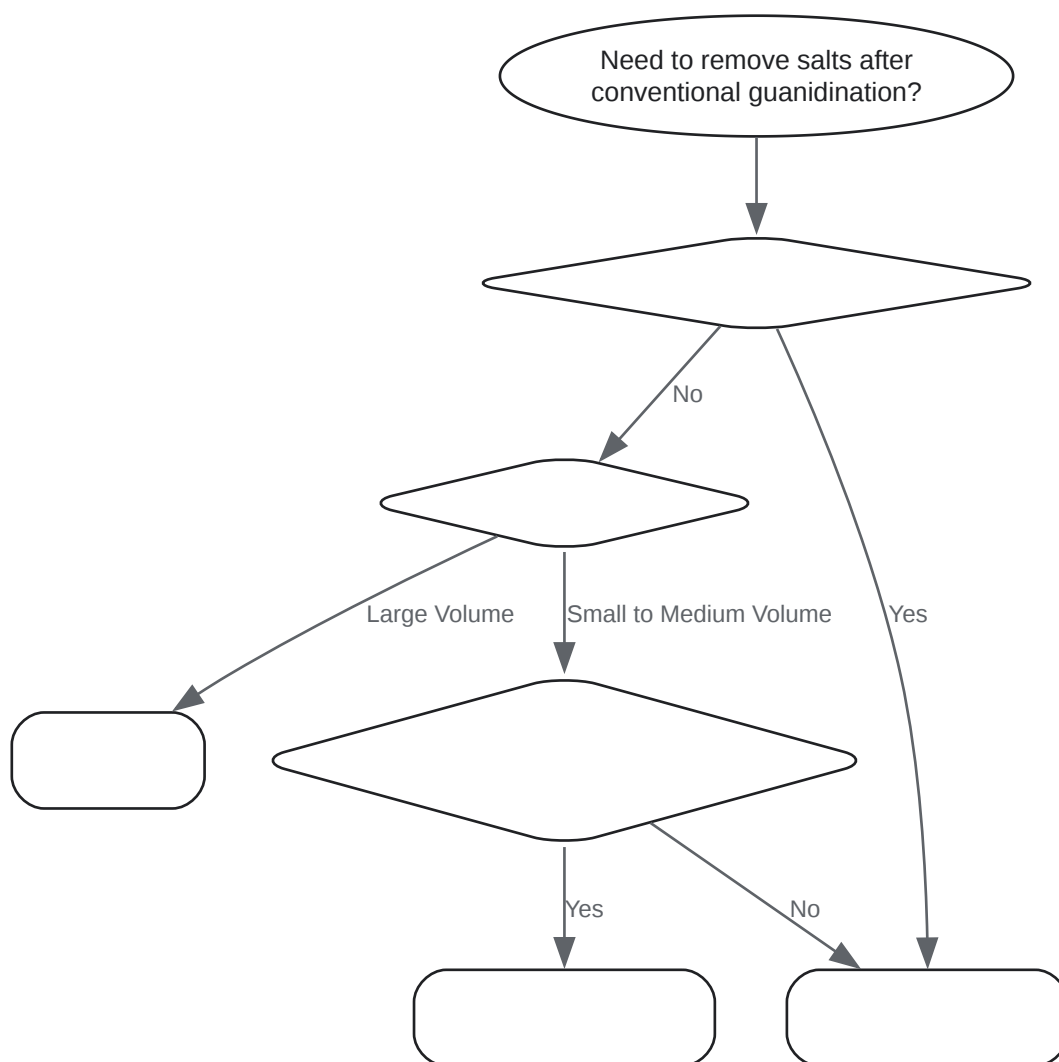 Need to remove salts after
conventional guanidination?
No
Large Volume
Small to Medium Volume
Yes
Yes
No